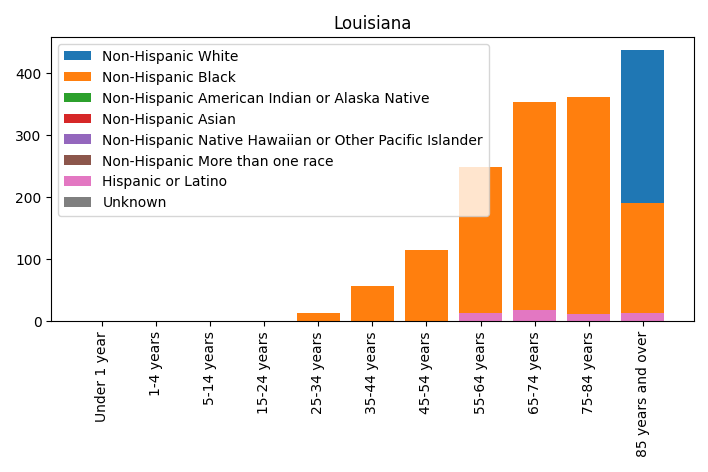 Louisiana
Non-Hispanic White
Non-Hispanic Black
Non-Hispanic American Indian or Alaska Native
Non-Hispanic Asian
Non-Hispanic Native Hawaiian or Other Pacific Islander
Non-Hispanic More than one race
Hispanic or Latino
Unknown
400
300
200
100
0
Under 1 year
1-4 years
5-14 years
15-24 years
25-34 years
35-44 years
45-54 years
55-64 years
65-74 years
75-84 years
85 years and over